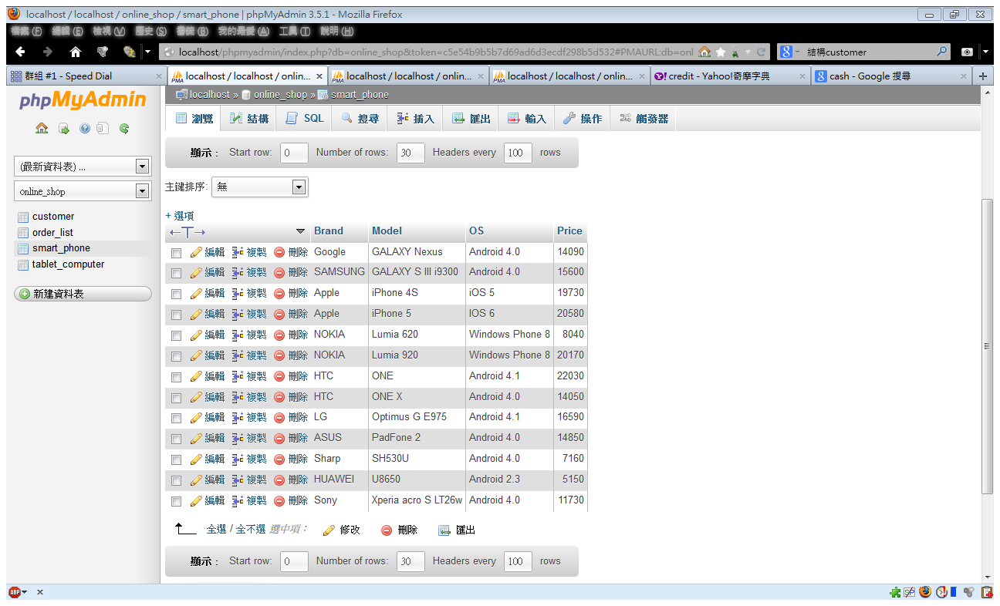 localhost / localhost / online_shop / smart_phone | phpMyAdmin 3.5.1 - Mozilla Firefox
檔案 (F) 編輯 (E) 檢視 (V) 歷史 (S) 書籤 (B) 我的最愛 (A) 工具 (T) 說明 (H)
localhost/phpmyadmin/index.php?db=online_shop&token=c5e54b9b5b7d69ad6d3ecdf298b5d532#PMAURL:db=onl 結構customer
群組 #1 - Speed Dial localhost / localhost / onlin... localhost / localhost / onlin... localhost / localhost / onlin... credit - Yahoo!奇摩字典 cash - Google 搜尋
phpMyAdmin
localhost » online_shop » smart_phone
瀏覽 結構 SQL 搜尋 插入 匯出 輸入 操作 觸發器
(最新資料表) ...
online_shop
customer
order_list
smart_phone
tablet_computer
新建資料表
顯示 : Start row: 0 Number of rows: 30 Headers every 100 rows
主鍵排序: 無
+ 選項
←T→ Brand Model OS Price
編輯 複製 刪除 Google GALAXY Nexus Android 4.0 14090
編輯 複製 刪除 SAMSUNG GALAXY S III i9300 Android 4.0 15600
編輯 複製 刪除 Apple iPhone 4S iOS 5 19730
編輯 複製 刪除 Apple iPhone 5 IOS 6 20580
編輯 複製 刪除 NOKIA Lumia 620 Windows Phone 8 8040
編輯 複製 刪除 NOKIA Lumia 920 Windows Phone 8 20170
編輯 複製 刪除 HTC ONE Android 4.1 22030
編輯 複製 刪除 HTC ONE X Android 4.0 14050
編輯 複製 刪除 LG Optimus G E975 Android 4.1 16590
編輯 複製 刪除 ASUS PadFone 2 Android 4.0 14850
編輯 複製 刪除 Sharp SH530U Android 4.0 7160
編輯 複製 刪除 HUAWEI U8650 Android 2.3 5150
編輯 複製 刪除 Sony Xperia acro S LT26w Android 4.0 11730
全選 / 全不選 選中項 : 修改 刪除 匯出
顯示 : Start row: 0 Number of rows: 30 Headers every 100 rows
ABP